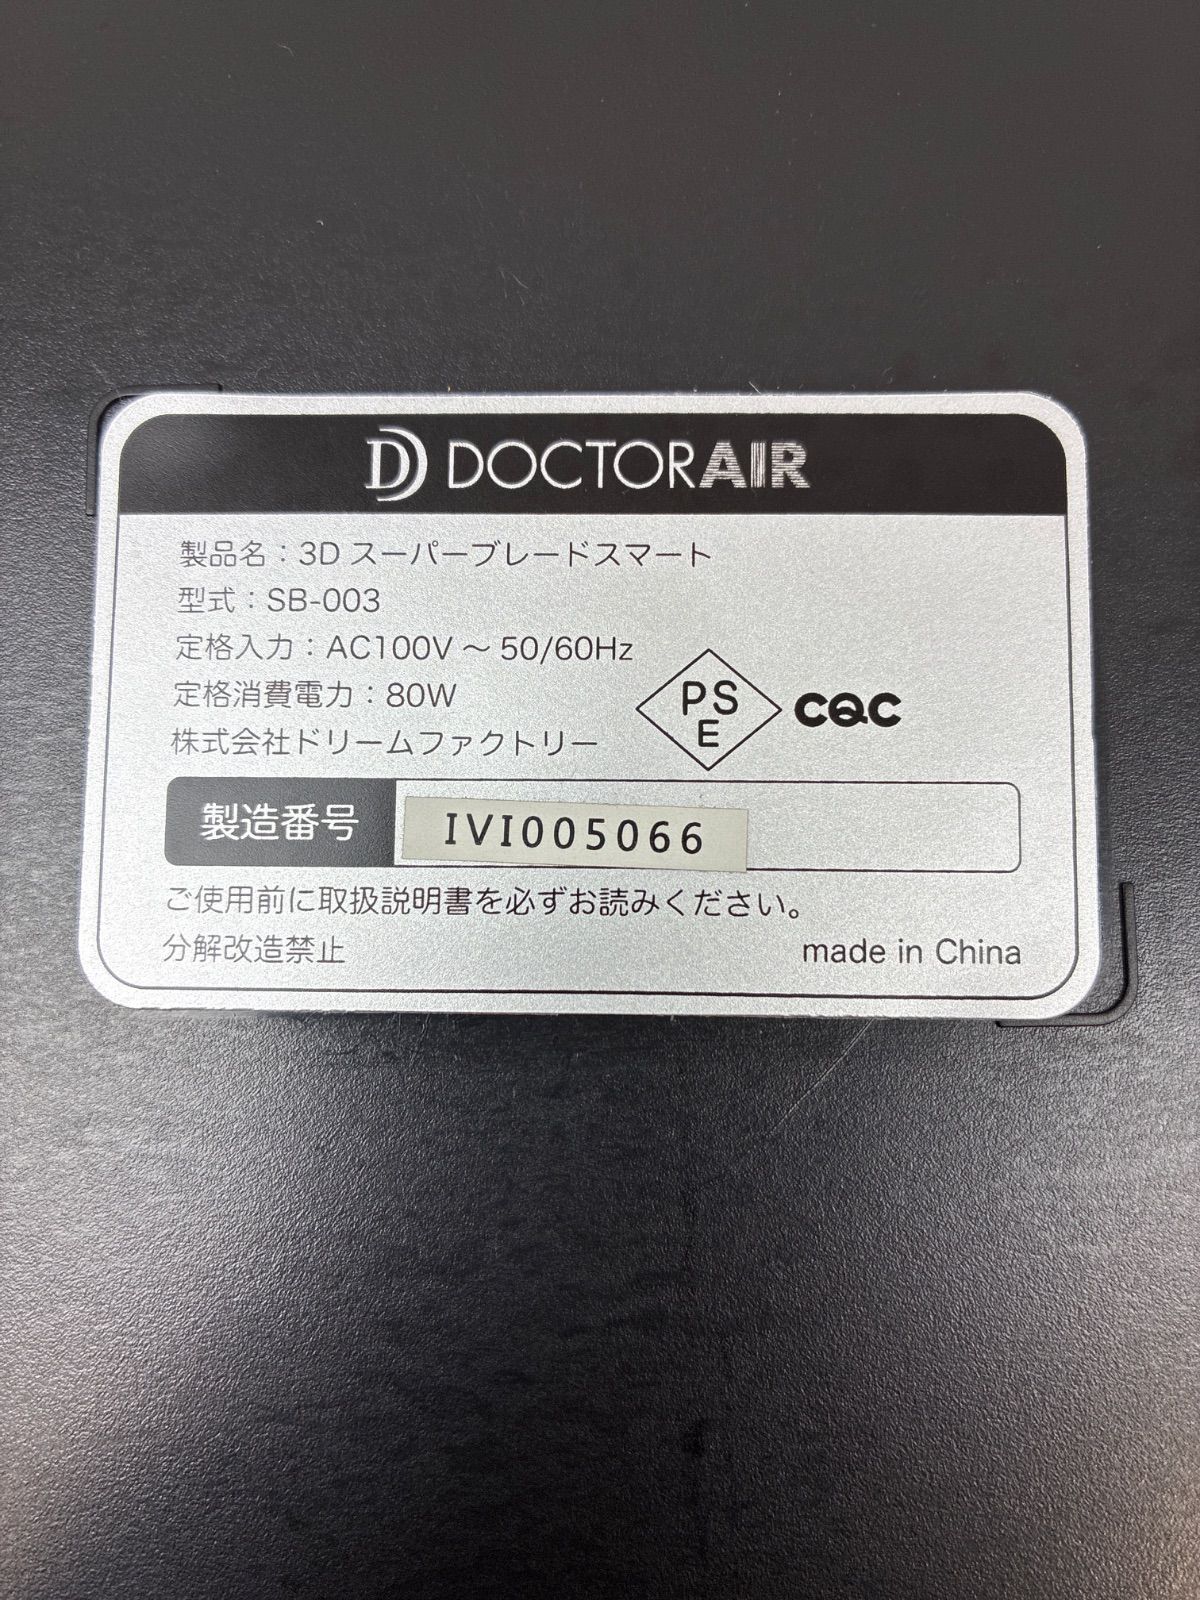 DOCTORAIR
製品名：3D スーパーブレードスマート
型式：SB-003
定格入力：AC100V～50/60Hz
定格消費電力：80W
株式会社ドリームファクトリー
PS
E
CQC
製造番号 IVI005066
ご使用前に取扱説明書を必ずお読みください。
分解改造禁止 made in China